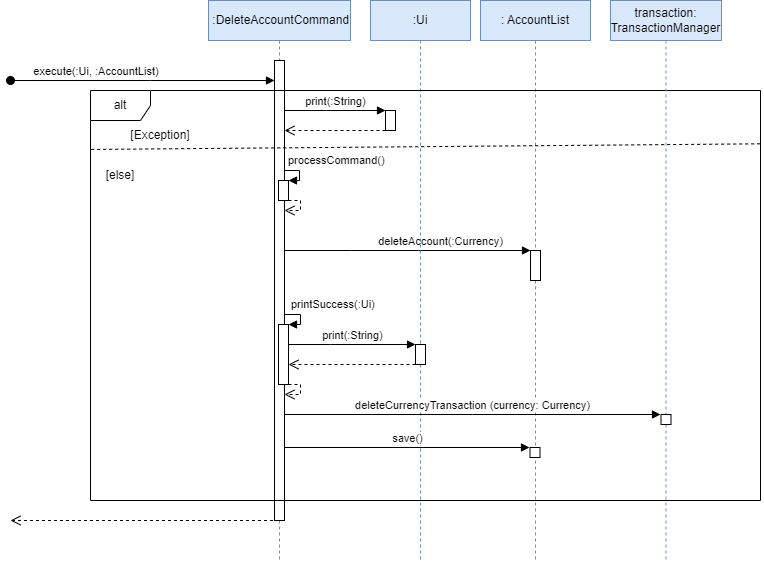 :DeleteAccountCommand
:Ui
: AccountList
transaction:
TransactionManager
execute(:Ui, :AccountList)
alt
print(:String)
[Exception]
processCommand()
[else]
deleteAccount(:Currency)
printSuccess(:Ui)
print(:String)
deleteCurrencyTransaction (currency: Currency)
save()